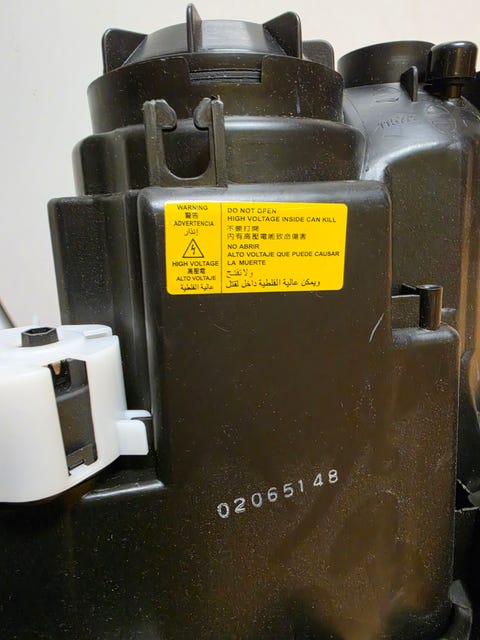 WARNING
警告
ADVERTENCIA
إنذار
HIGH VOLTAGE
高壓電
ALTO VOLTAJE
عالية الفلطية
DO NOT OPEN
HIGH VOLTAGE INSIDE CAN KILL
不要打開
內有高壓電能致命傷害
NO ABRIR
ALTO VOLTAJE QUE PUEDE CAUSAR
LA MUERTE
ولا تفتح
ويمكن عالية الفلطية داخل لقتل
02065148